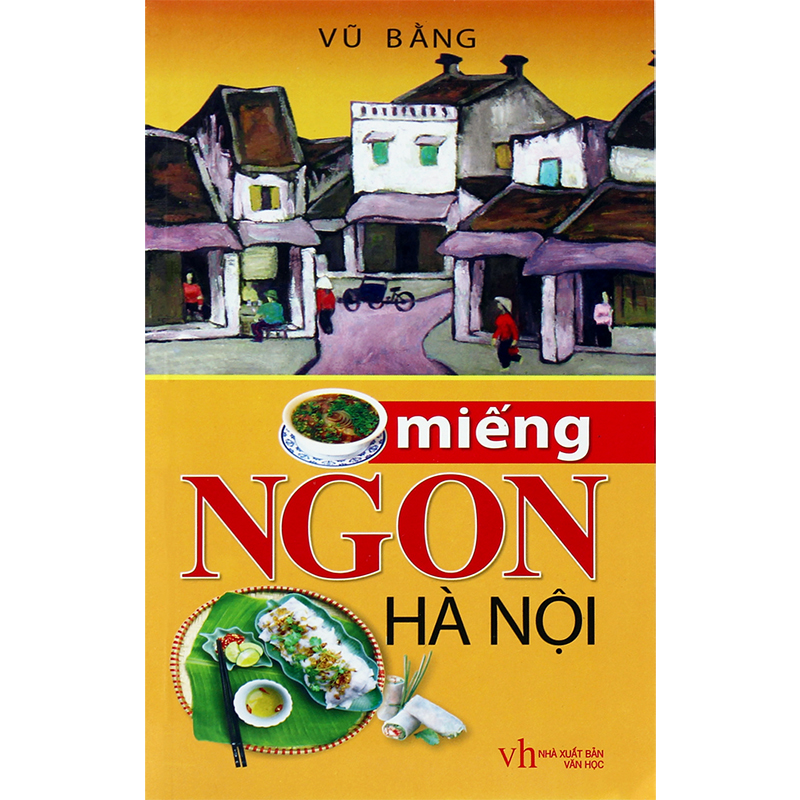 VŨ BẰNG
miếng
NGON
HÀ NỘI
vh NHÀ XUẤT BẢN
VĂN HỌC